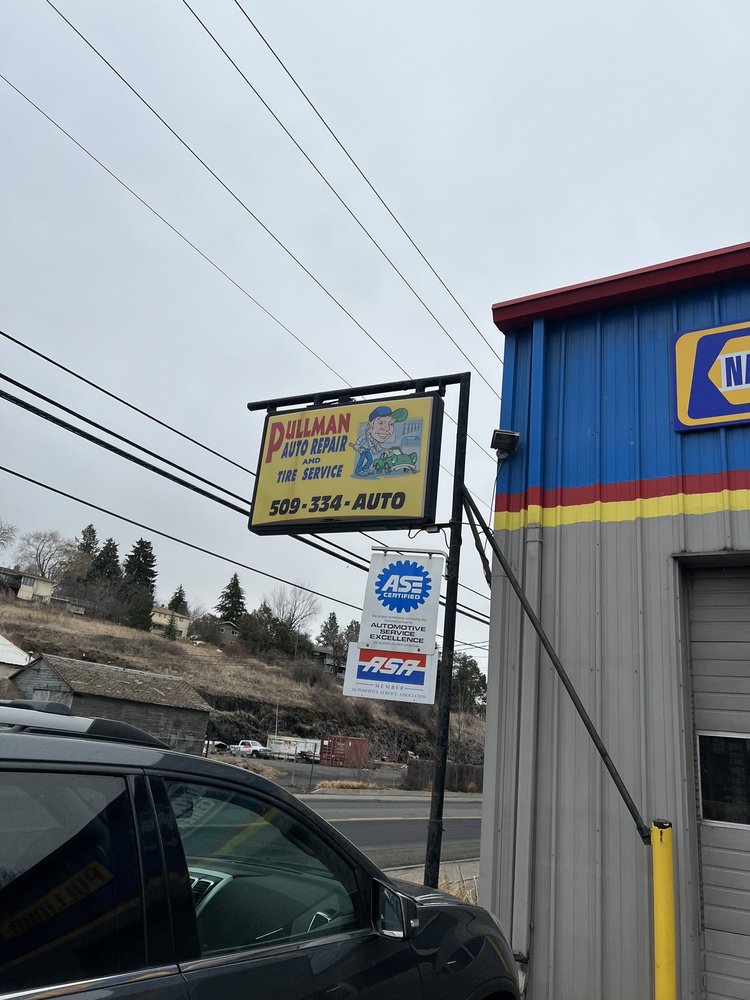 PULLMAN
AUTO REPAIR
AND
TIRE SERVICE
509-334-AUTO
ASE
CERTIFIED
AUTOMOTIVE
SERVICE
EXCELLENCE
ASA
MEMBER
AUTOMOTIVE SERVICE ASSOCIATION
NA